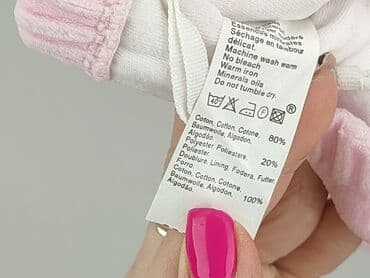 Essences minerales
Séchage en tambour
délicat.
Machine wash warm
No bleach
Warm iron
Minerals oils
Do not tumble dry.
40 F ®
Coton, Cotton, Cotone,
Baumwolle, Algodon, 80%
Algodão.
Polyester, Poliestere,
Poliester 20%
Doublure, Lining, Fodera, Futter,
Forro
Coton, Cotton, Cotone,
Baumwolle, Algodon, 100%
Algodão.